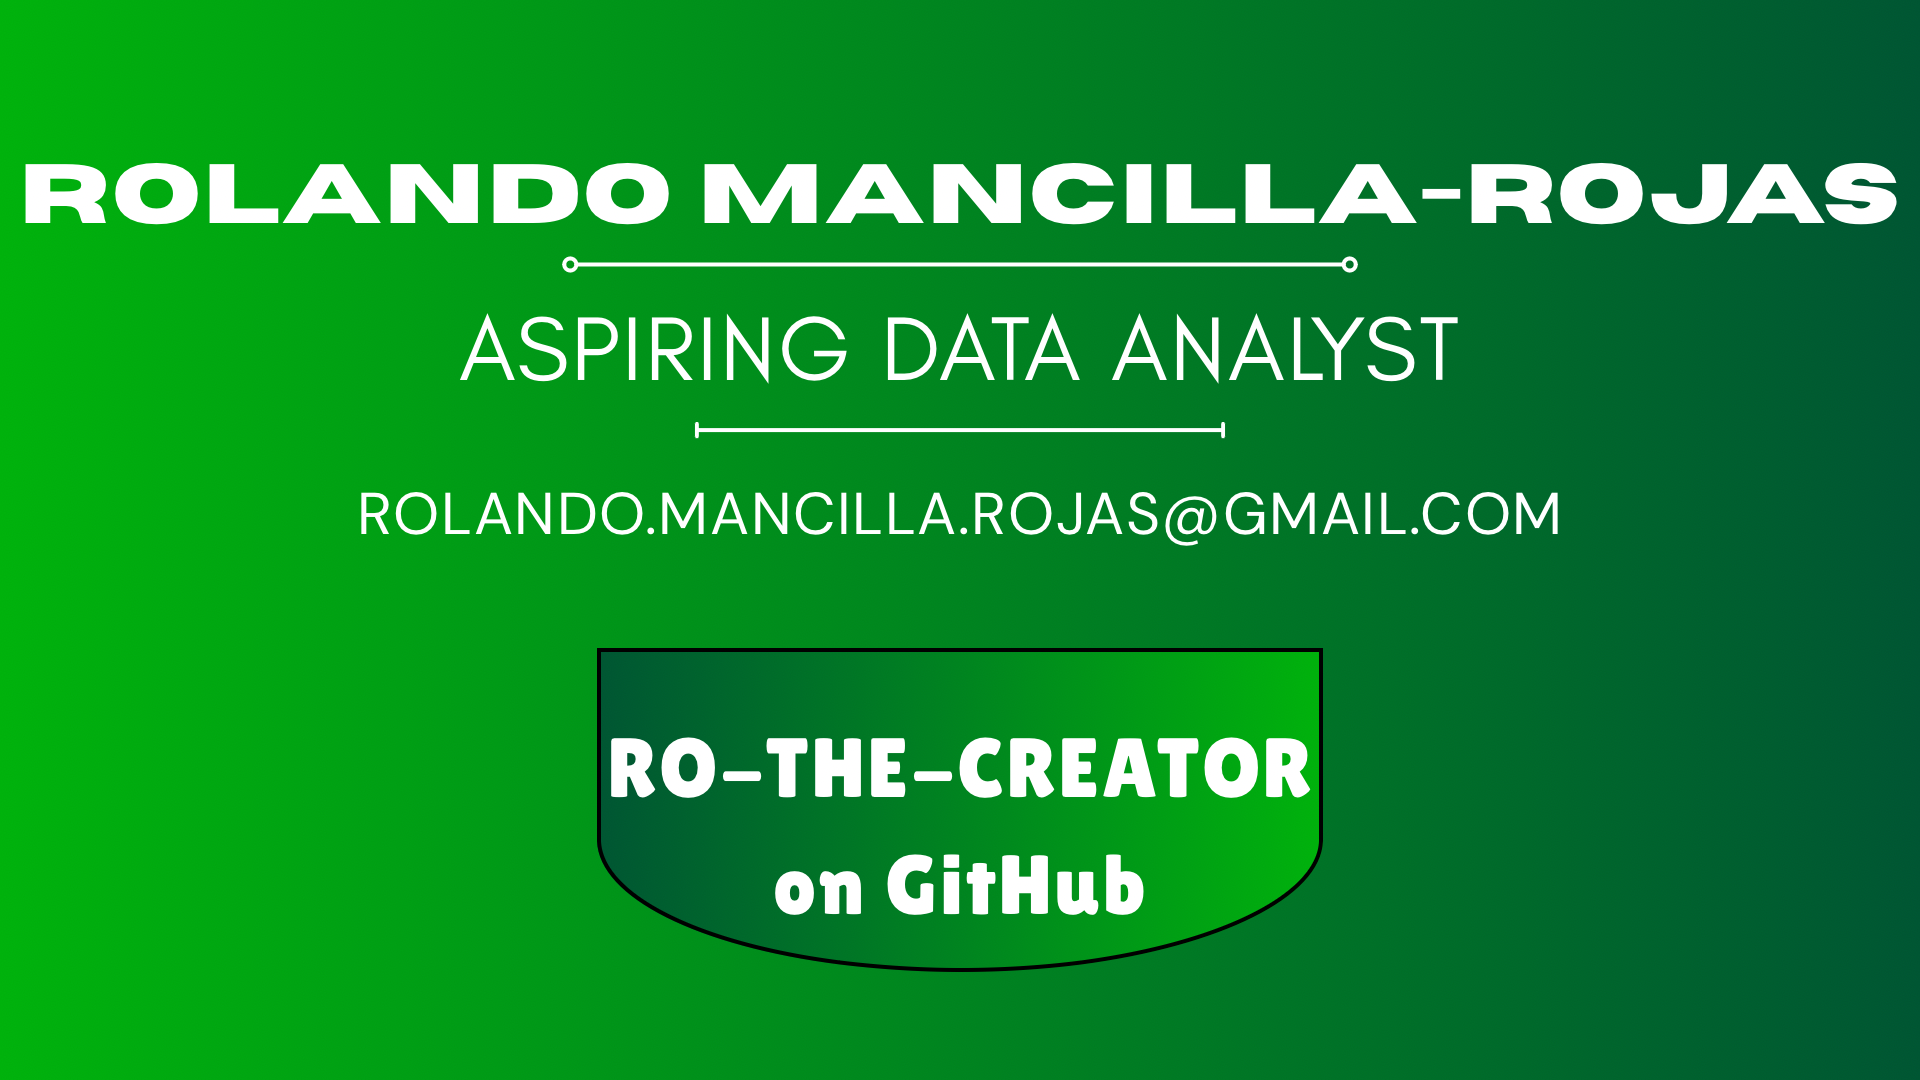 ROLANDO MANCILLA-ROJAS
ASPIRING DATA ANALYST
ROLANDO.MANCILLA.ROJAS@GMAIL.COM
RO-THE-CREATOR
on GitHub